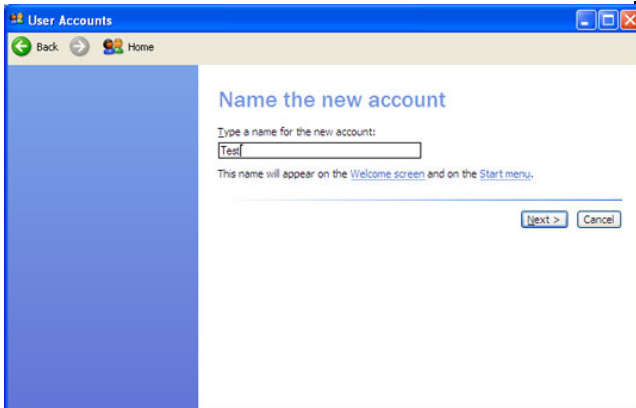 User Accounts
Back Home
Name the new account
Type a name for the new account:
Test
This name will appear on the Welcome screen and on the Start menu.
Next > Cancel